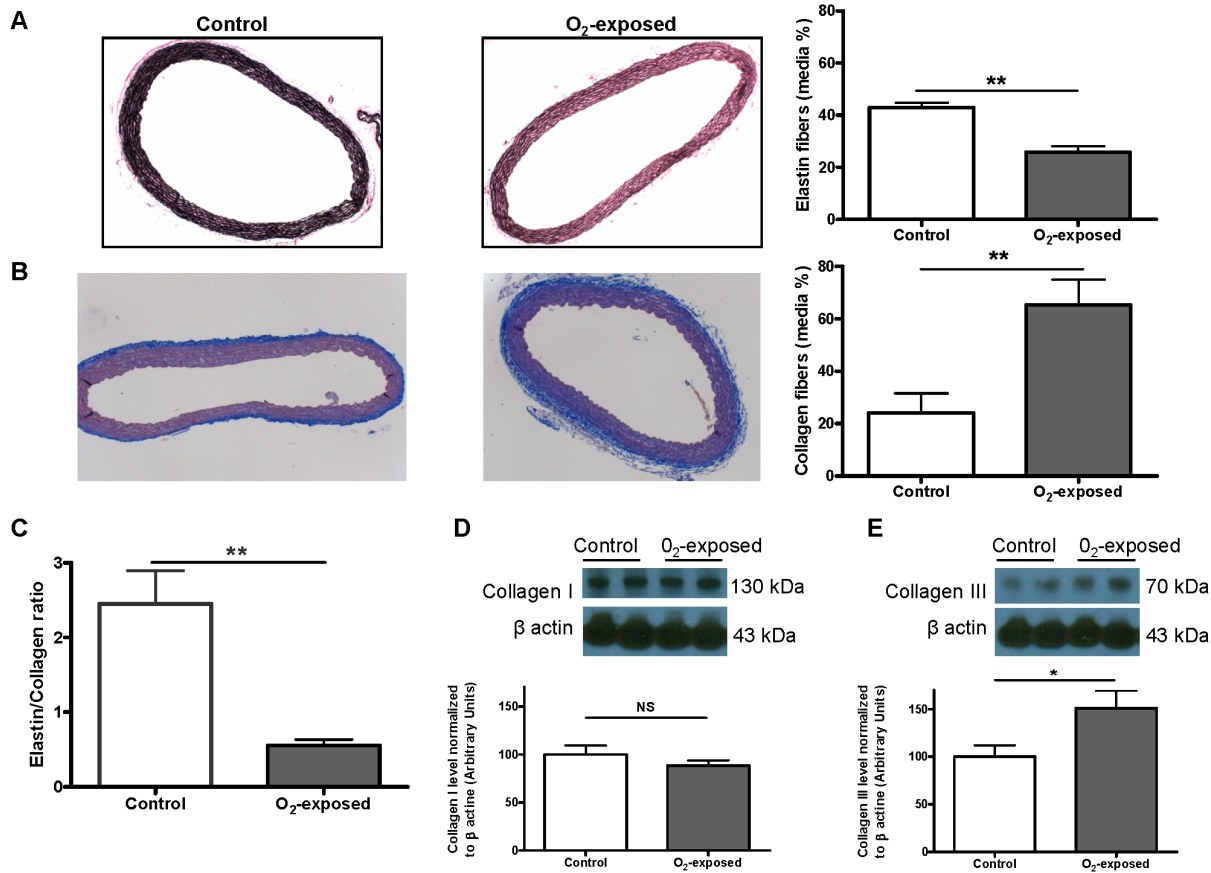 A
Control
O₂-exposed
80
60
40
20
0
Elastin fibers (media %)
**
Control
O₂-exposed
B
80
60
40
20
0
Collagen fibers (media %)
**
Control
O₂-exposed
C
3
2
1
0
Elastin/Collagen ratio
**
Control
O₂-exposed
D
Control 0₂-exposed
Collagen I 130 kDa
β actin 43 kDa
150
100
50
0
Collagen I level normalized
to β actine (Arbitrary Units)
NS
Control
O₂-exposed
E
Control 0₂-exposed
Collagen III 70 kDa
β actin 43 kDa
*
150
100
50
0
Collagen III level normalized
to β actine (Arbitrary Units)
Control
O₂-exposed